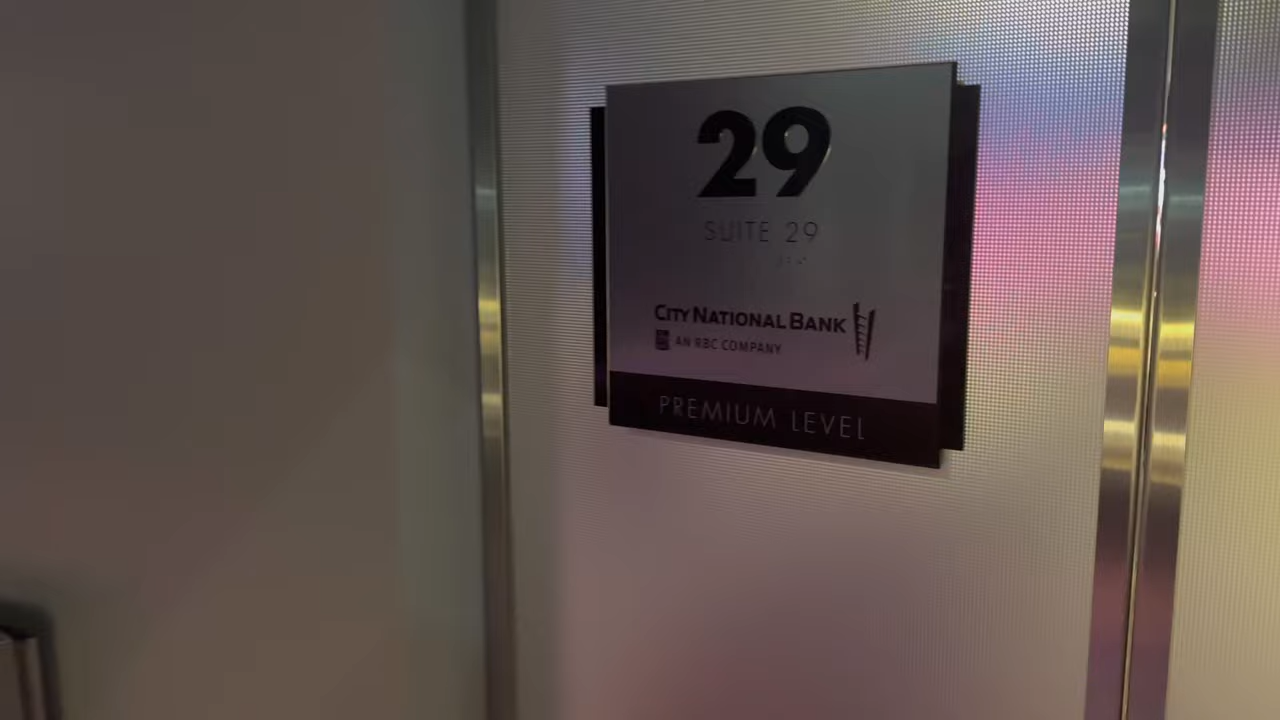 29
SUITE 29
CITY NATIONAL BANK
AN RBC COMPANY
PREMIUM LEVEL